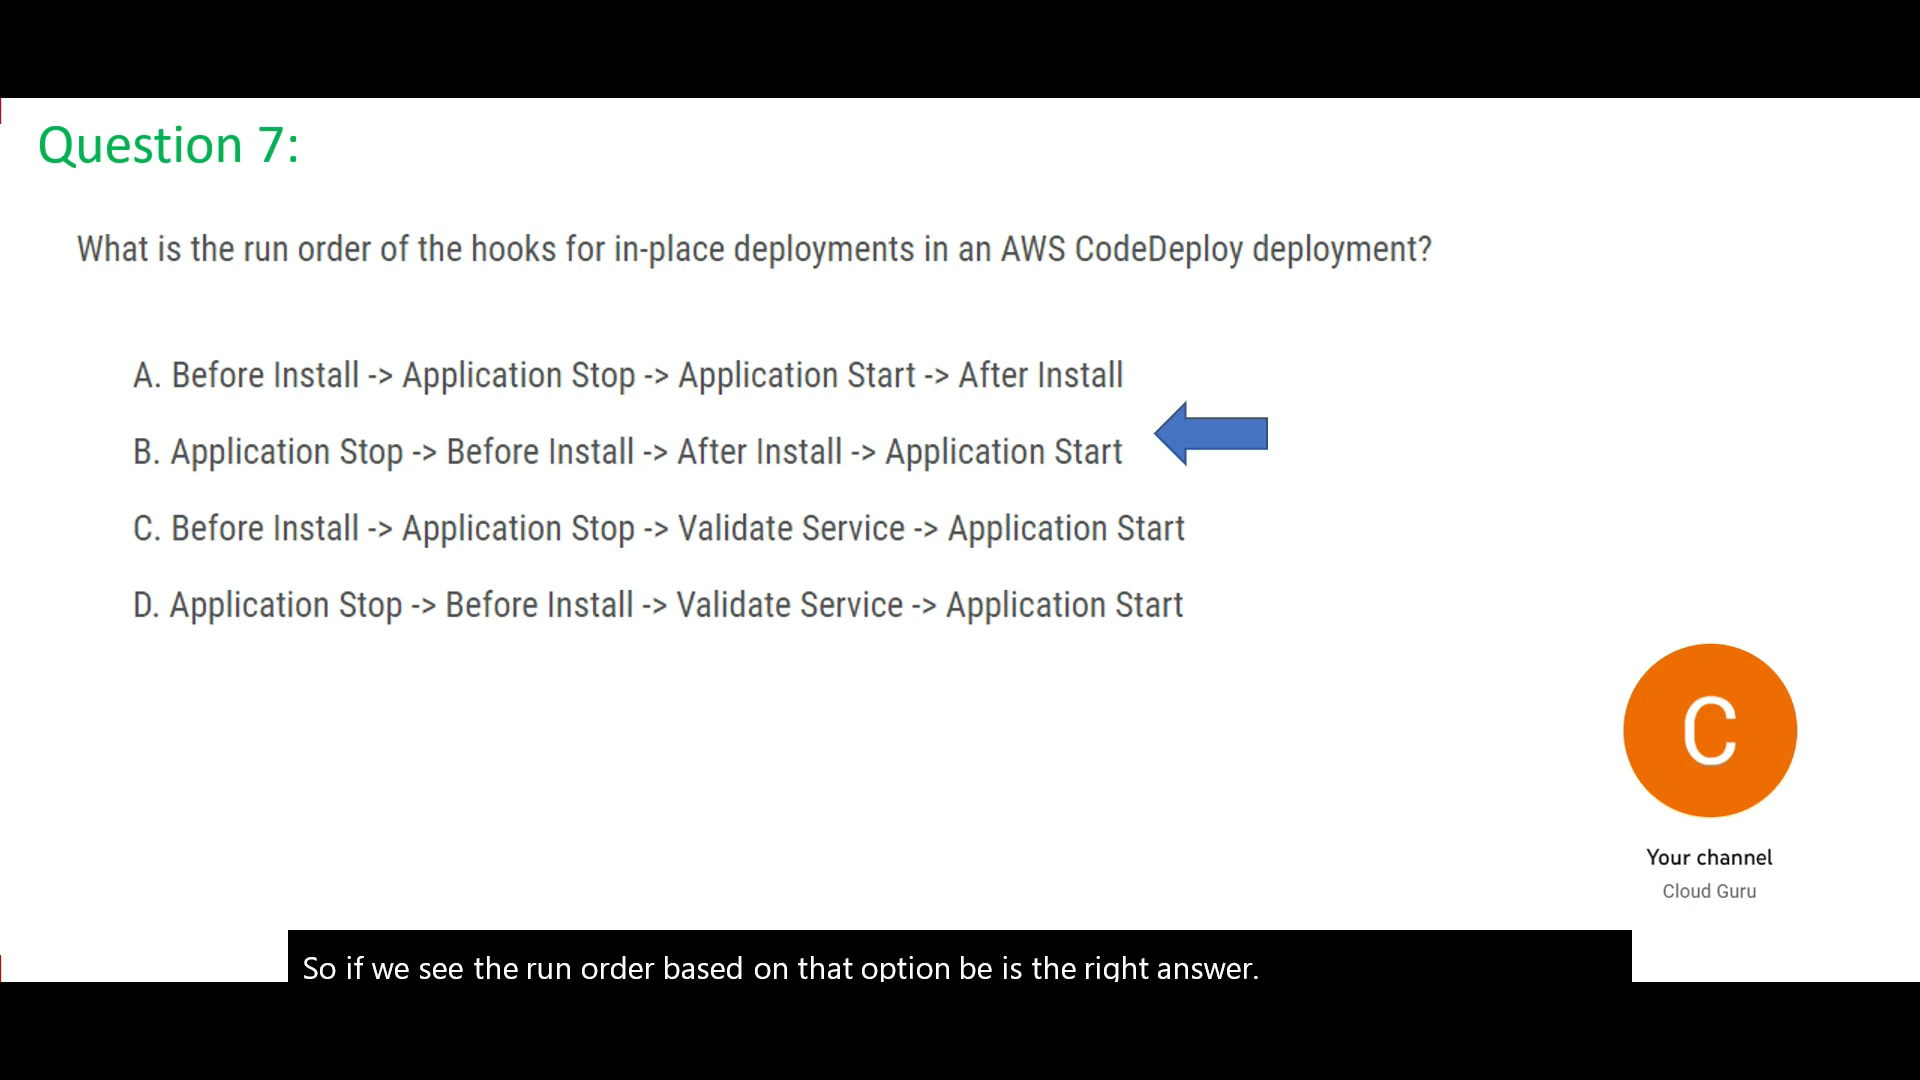 Question 7:
What is the run order of the hooks for in-place deployments in an AWS CodeDeploy deployment?
A. Before Install -> Application Stop -> Application Start -> After Install
B. Application Stop -> Before Install -> After Install -> Application Start
C. Before Install -> Application Stop -> Validate Service -> Application Start
D. Application Stop -> Before Install -> Validate Service -> Application Start
C
Your channel
Cloud Guru
So if we see the run order based on that option be is the right answer.